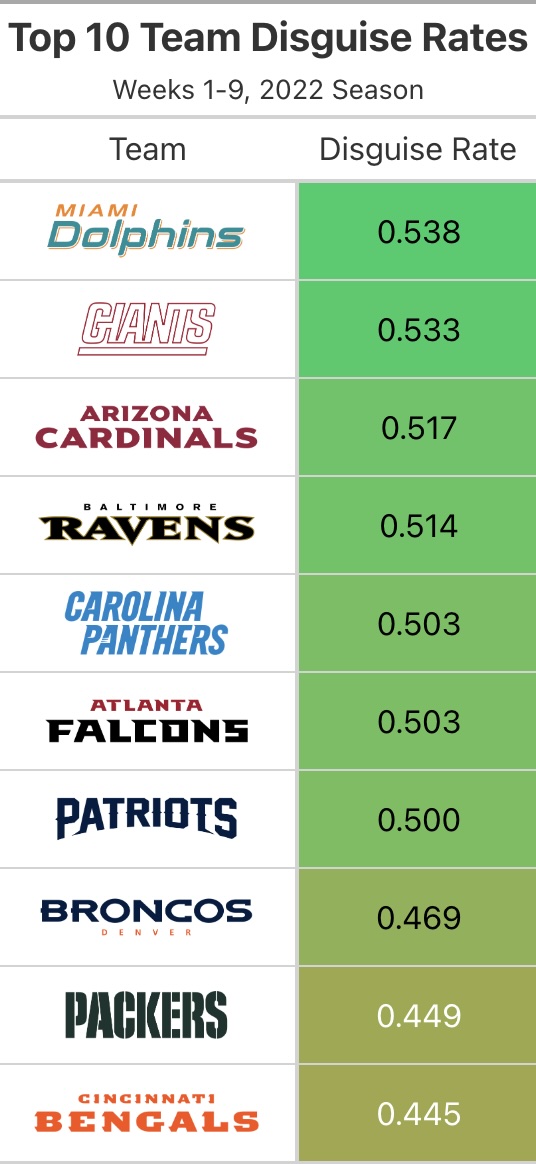 Top 10 Team Disguise Rates
Weeks 1-9, 2022 Season
Team Disguise Rate
MIAMI
Dolphins 0.538
GIANTS 0.533
ARIZONA
CARDINALS 0.517
BALTIMORE
RAVENS 0.514
CAROLINA
PANTHERS 0.503
ATLANTA
FALCONS 0.503
PATRIOTS 0.500
BRONCOS
DENVER 0.469
PACKERS 0.449
CINCINNATI
BENGALS 0.445